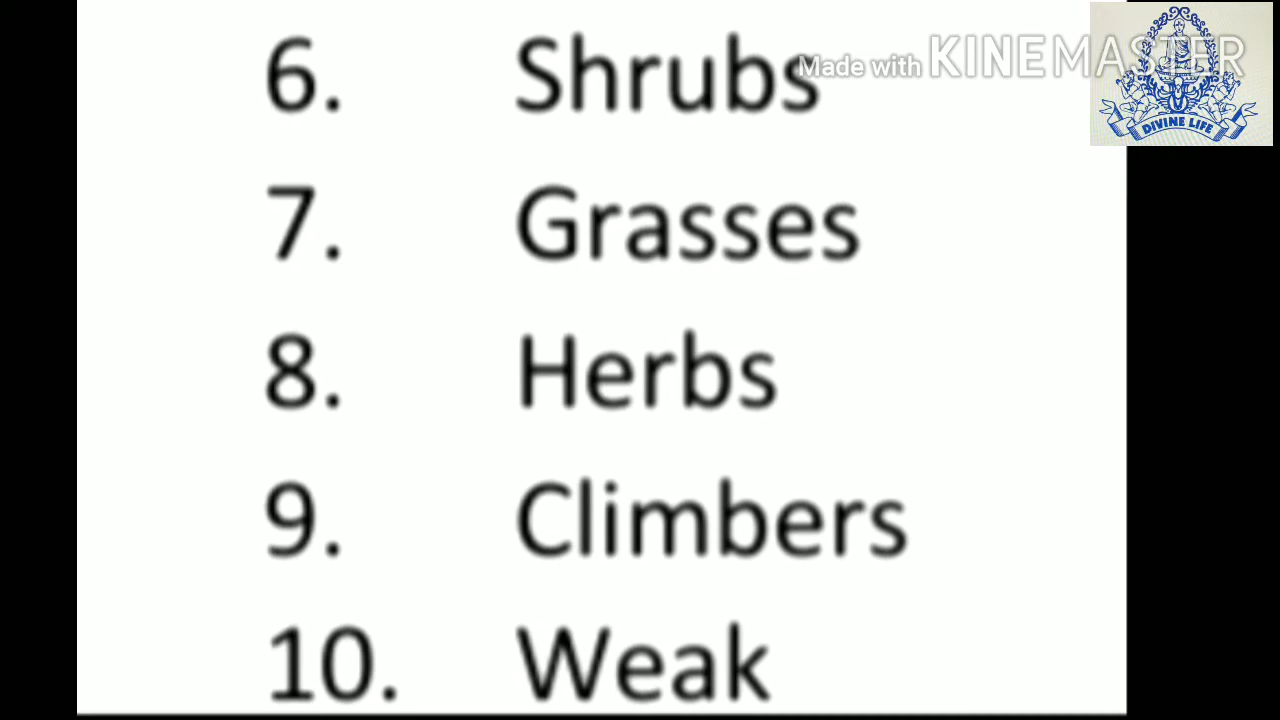 6. Shrubs
Made with KINEMASTER
DIVINE LIFE
7. Grasses
8. Herbs
9. Climbers
10. Weak